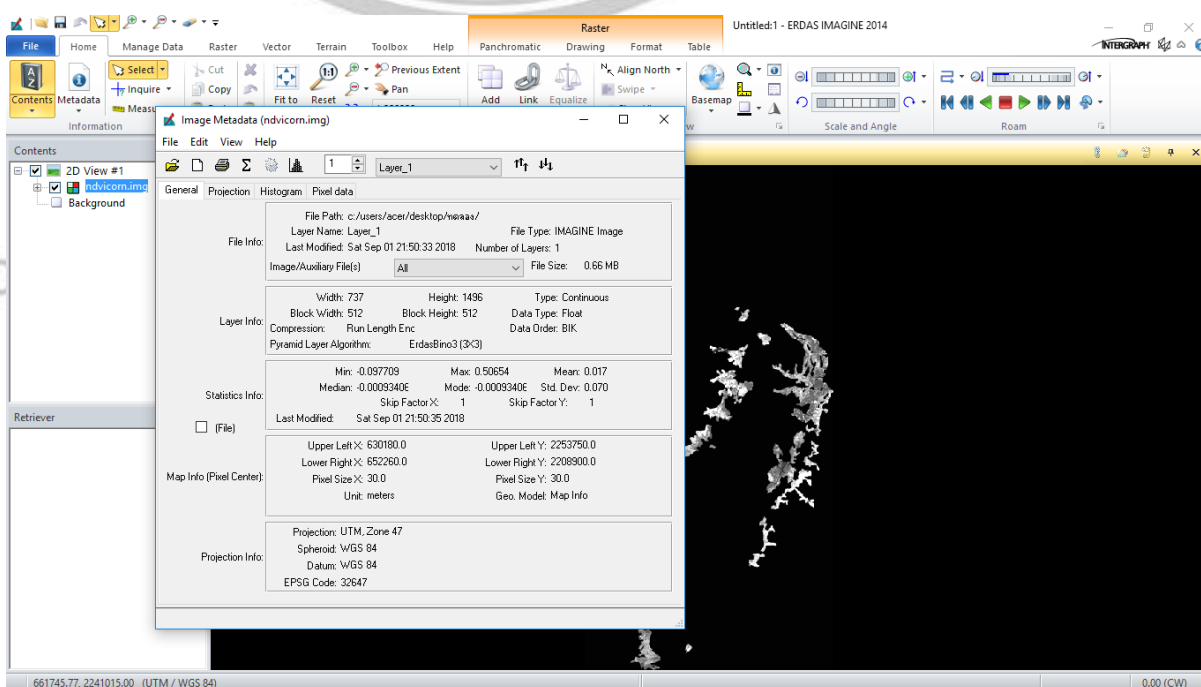 Raster
Untitled:1 - ERDAS IMAGINE 2014
File Home Manage Data Raster Vector Terrain Toolbox Help Panchromatic Drawing Format Table
INTERGRAPH
Contents
Metadata
Select
Inquire
Measu
Cut
Copy
Fit to
1:1
Reset
Previous Extent
Pan
Add
Link
Equalize
Align North
Swipe
Basemap
Information
w
Scale and Angle
Roam
Contents
2D View #1
ndvicorn.img
Background
Retriever
Image Metadata (ndvicorn.img)
File Edit View Help
1 Layer_1
General Projection Histogram Pixel data
File Info:
File Path: c:/users/acer/desktop/ทดลอง/
Layer Name: Layer_1 File Type: IMAGINE Image
Last Modified: Sat Sep 01 21:50:33 2018 Number of Layers: 1
Image/Auxiliary File(s) All File Size: 0.66 MB
Layer Info:
Width: 737 Height: 1496 Type: Continuous
Block Width: 512 Block Height: 512 Data Type: Float
Compression: Run Length Enc Data Order: BIK
Pyramid Layer Algorithm: ErdasBino3 (3X3)
Statistics Info:
Min: -0.097709 Max: 0.50654 Mean: 0.017
Median: -0.0009340E Mode: -0.0009340E Std. Dev: 0.070
Skip Factor X: 1 Skip Factor Y: 1
Last Modified: Sat Sep 01 21:50:35 2018
(File)
Map Info (Pixel Center):
Upper Left X: 630180.0 Upper Left Y: 2253750.0
Lower Right X: 652260.0 Lower Right Y: 2208900.0
Pixel Size X: 30.0 Pixel Size Y: 30.0
Unit: meters Geo. Model: Map Info
Projection Info:
Projection: UTM, Zone 47
Spheroid: WGS 84
Datum: WGS 84
EPSG Code: 32647
661745.77, 2241015.00 (UTM / WGS 84)
0.00 (CW)